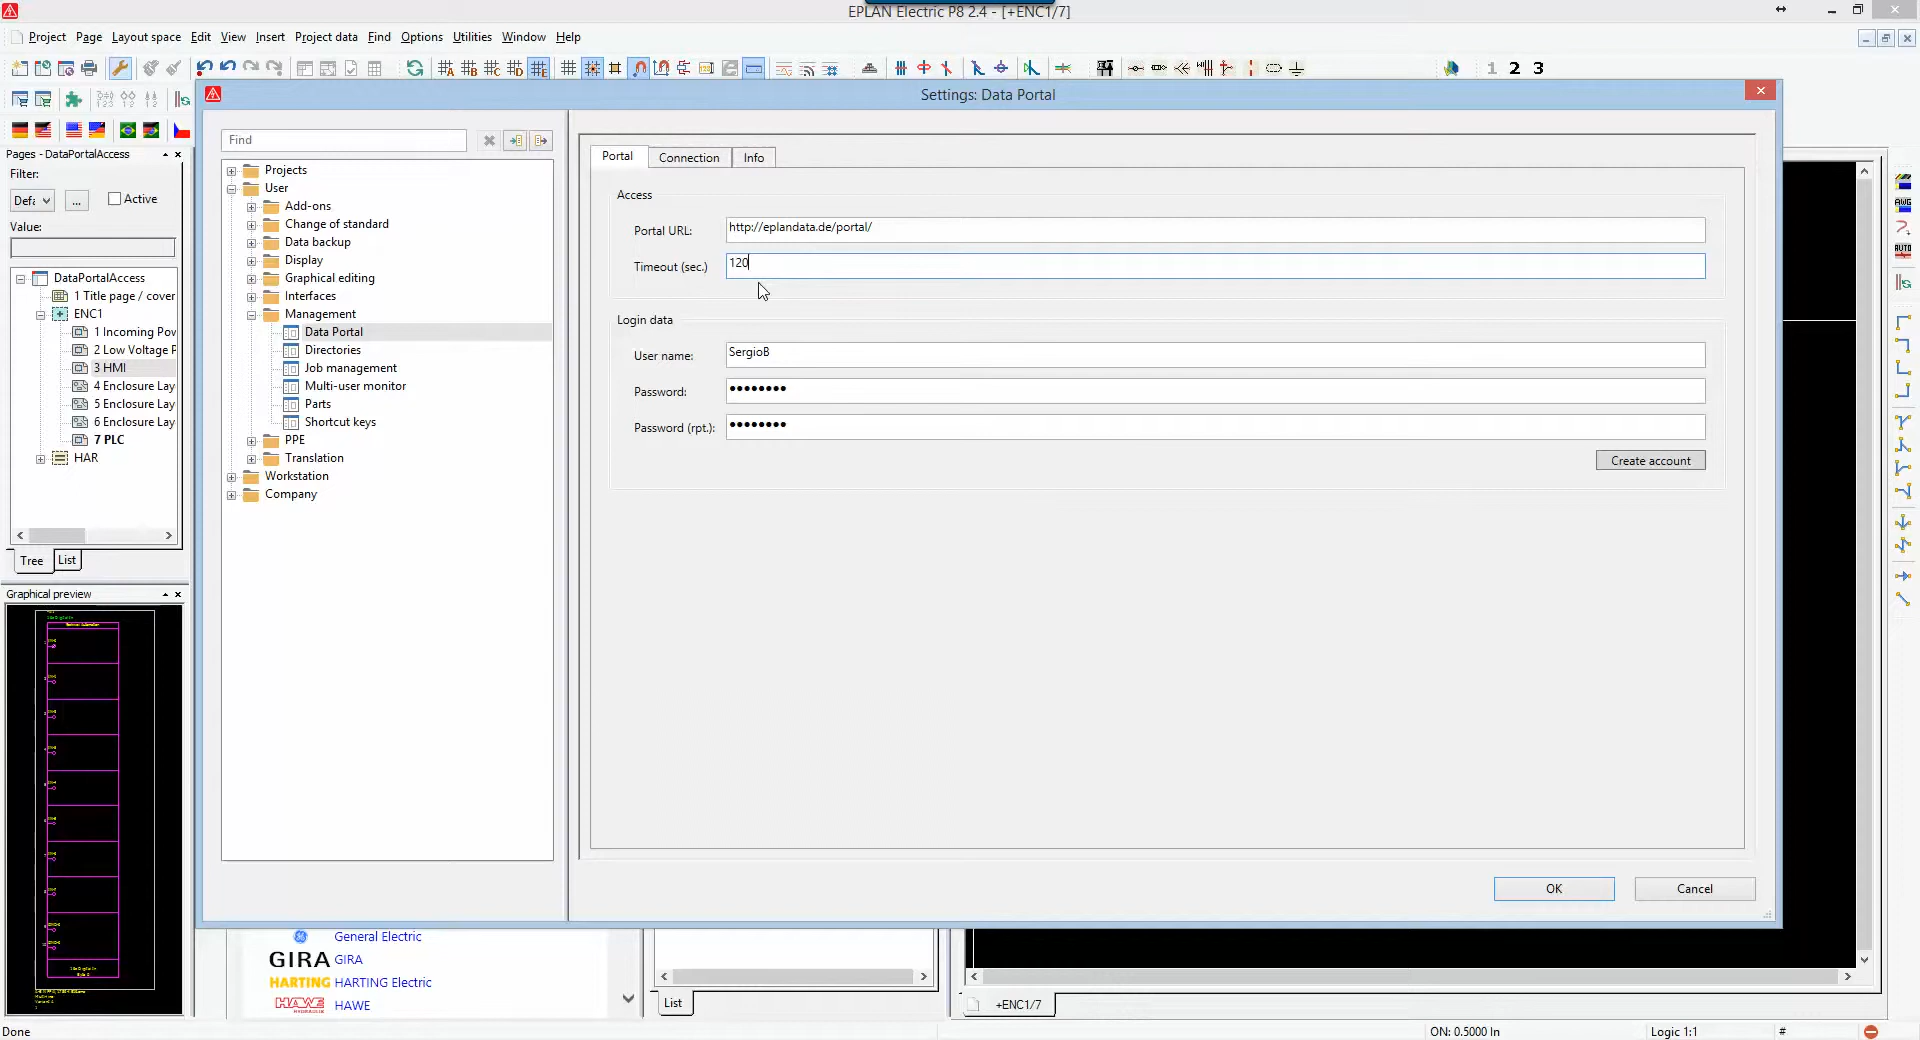 EPLAN Electric P8 2.4 - [+ENC1/7]
Project Page Layout space Edit View Insert Project data Find Options Utilities Window Help
1 2 3
Pages - DataPortalAccess
Filter:
Defa
...
Active
Value:
DataPortalAccess
1 Title page / cover
ENC1
1 Incoming Pow
2 Low Voltage P
3 HMI
4 Enclosure Lay
5 Enclosure Lay
6 Enclosure Lay
7 PLC
HAR
Tree List
Graphical preview
Settings: Data Portal
Find
Projects
User
Add-ons
Change of standard
Data backup
Display
Graphical editing
Interfaces
Management
Data Portal
Directories
Job management
Multi-user monitor
Parts
Shortcut keys
PPE
Translation
Workstation
Company
Portal Connection Info
Access
Portal URL: http://eplandata.de/portal/
Timeout (sec.) 120
Login data
User name: SergioB
Password: ••••••••
Password (rpt.): ••••••••
Create account
OK Cancel
General Electric
GIRA GIRA
HARTING HARTING Electric
HAWE HAWE
List
+ENC1/7
AWG
AUTO
Done
ON: 0.5000 In
Logic 1:1
#